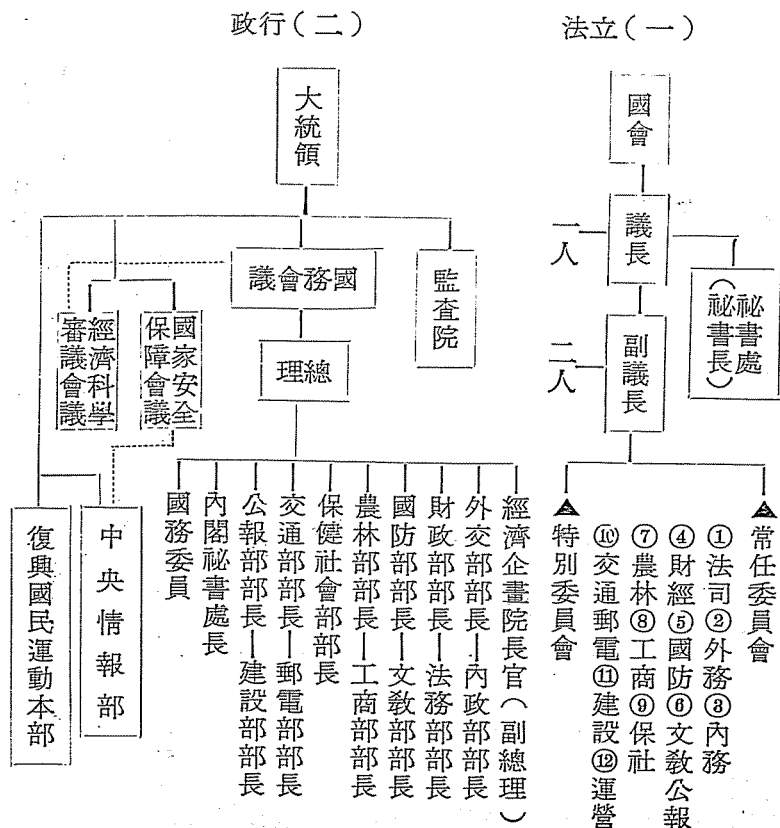 （一）立法
國會
議長
一人
秘書處
（秘書長）
副議長
二人
▲常任委員會
①法司②外務③內務
④財經⑤國防⑥文教公報
⑦農林⑧工商⑨保社
⑩交通郵電⑪建設⑫運營
▲特別委員會
（二）行政
大統領
監查院
國務會議
總理
國家安全
保障會議
經濟科學
審議會議
中央情報部
復興國民運動本部
經濟企畫院長官（副總理）
外交部部長—內政部部長
財政部部長—法務部部長
國防部部長—文教部部長
農林部部長—工商部部長
保健社會部部長
交通部部長—郵電部部長
公報部部長—建設部部長
內閣秘書處長
國務委員